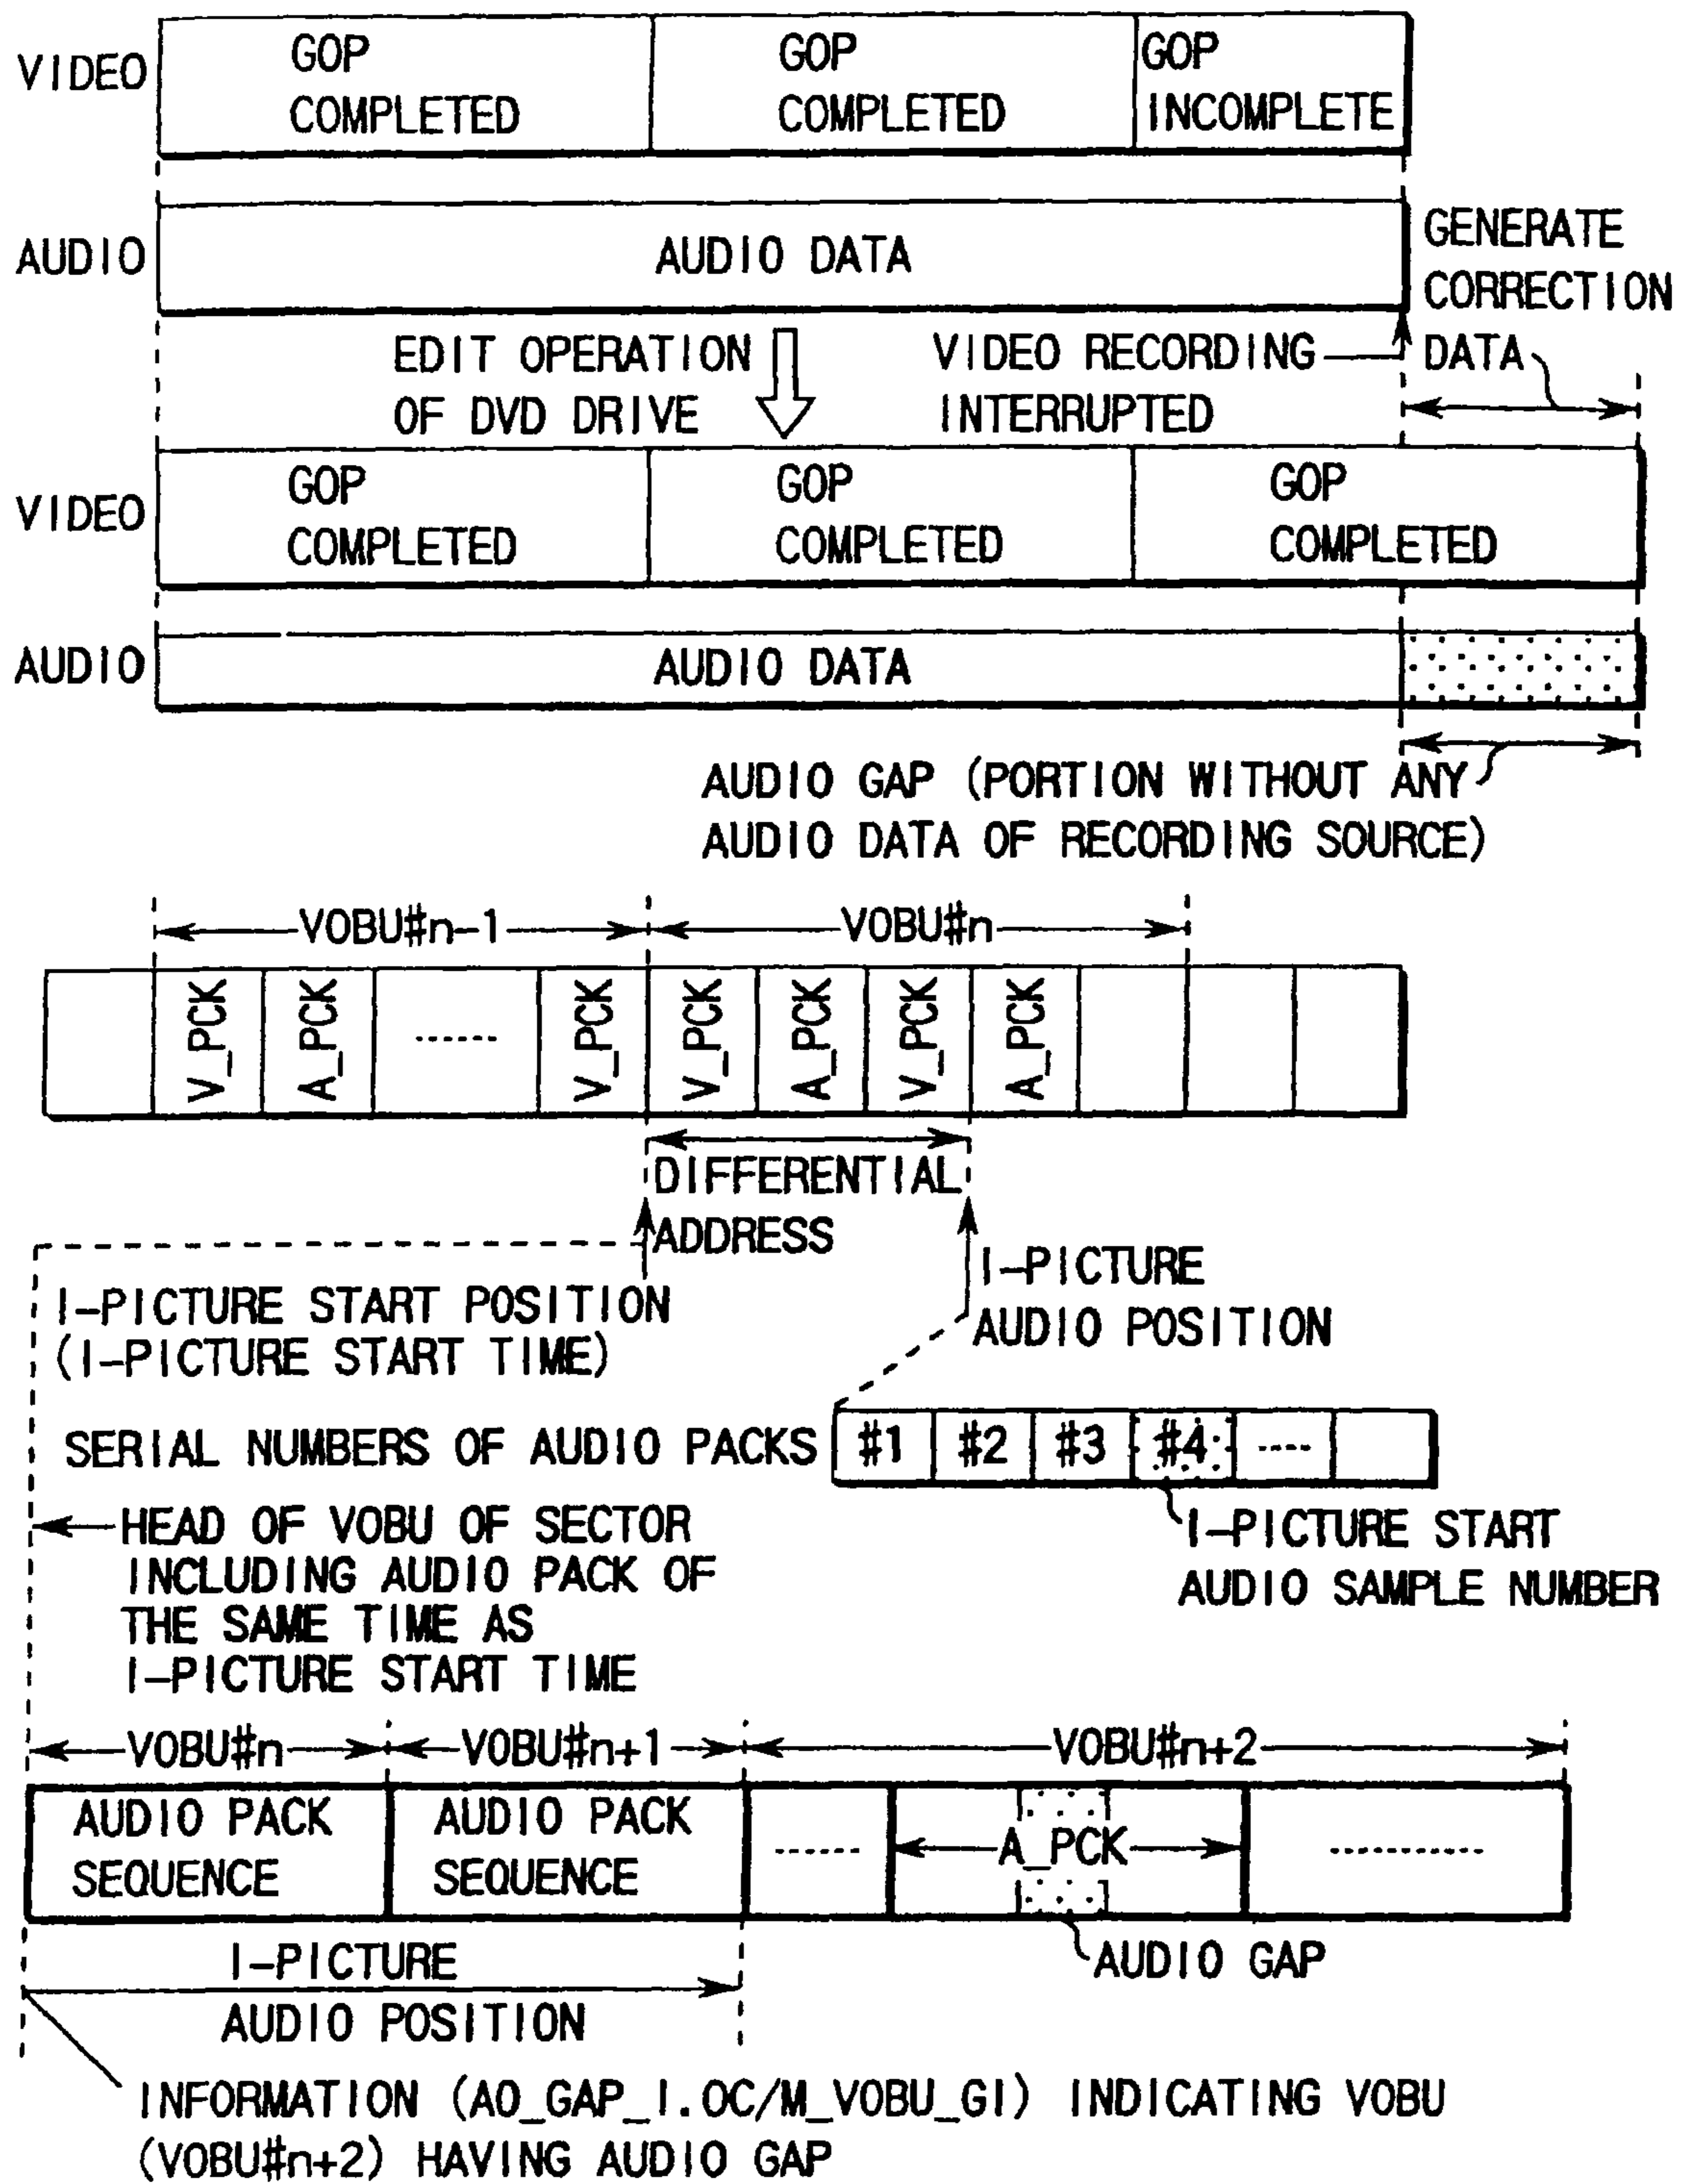 VIDEO
GOP
COMPLETED
GOP
COMPLETED
GOP
INCOMPLETE
AUDIO
AUDIO DATA
GENERATE
CORRECTION
DATA
EDIT OPERATION
OF DVD DRIVE
VIDEO RECORDING
INTERRUPTED
VIDEO
GOP
COMPLETED
GOP
COMPLETED
GOP
COMPLETED
AUDIO
AUDIO DATA
AUDIO GAP (PORTION WITHOUT ANY
AUDIO DATA OF RECORDING SOURCE)
VOBU#n-1
VOBU#n
V_PCK
A_PCK
······
V_PCK
V_PCK
A_PCK
V_PCK
A_PCK
DIFFERENTIAL
ADDRESS
I-PICTURE START POSITION
(I-PICTURE START TIME)
I-PICTURE
AUDIO POSITION
SERIAL NUMBERS OF AUDIO PACKS
#1
#2
#3
#4
····
I-PICTURE START
AUDIO SAMPLE NUMBER
HEAD OF VOBU OF SECTOR
INCLUDING AUDIO PACK OF
THE SAME TIME AS
I-PICTURE START TIME
VOBU#n
VOBU#n+1
VOBU#n+2
AUDIO PACK
SEQUENCE
AUDIO PACK
SEQUENCE
······
A_PCK
··········
AUDIO GAP
I-PICTURE
AUDIO POSITION
INFORMATION (A0_GAP_I.OC/M_VOBU_GI) INDICATING VOBU
(VOBU#n+2) HAVING AUDIO GAP